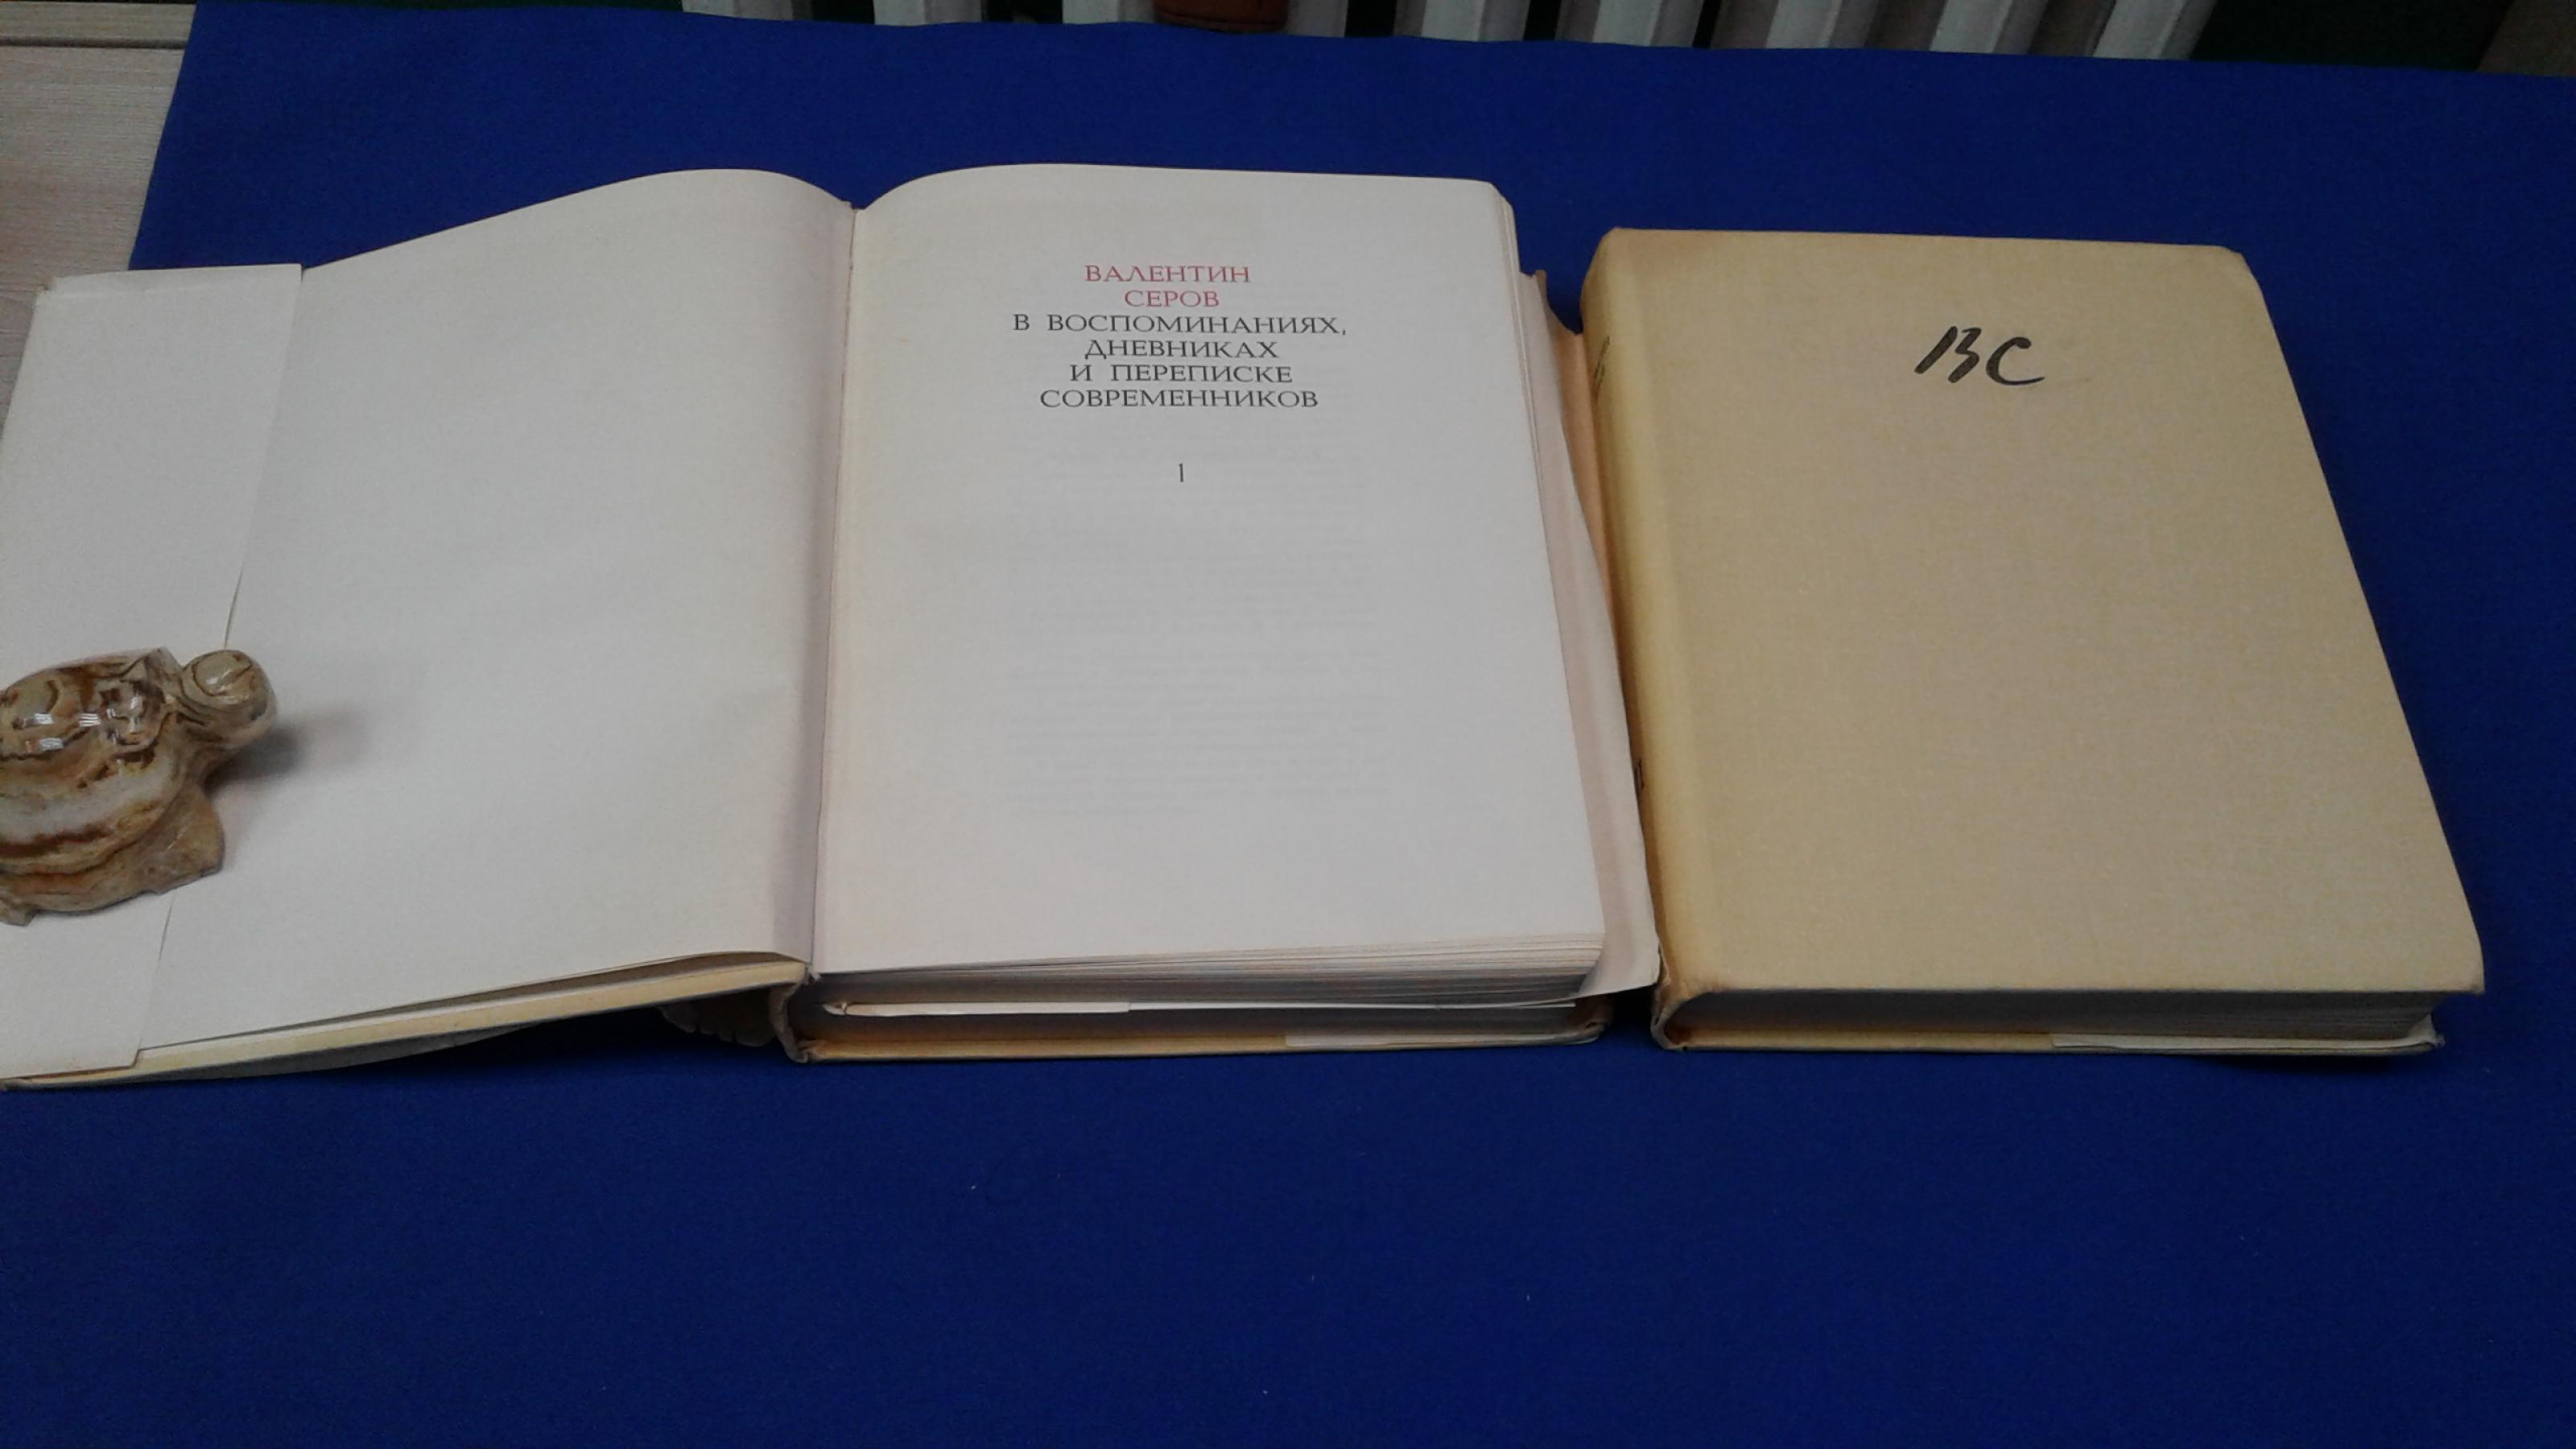 ВАЛЕНТИН
СЕРОВ
В ВОСПОМИНАНИЯХ,
ДНЕВНИКАХ
И ПЕРЕПИСКЕ
СОВРЕМЕННИКОВ
1
ВС